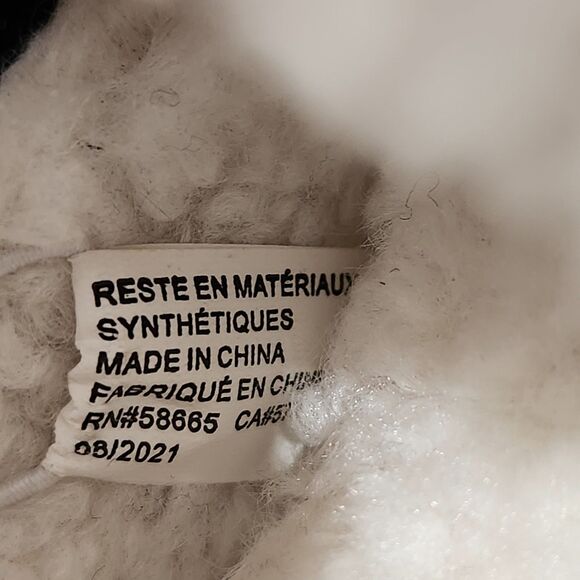 RESTE EN MATÉRIAUX
SYNTHÉTIQUES
MADE IN CHINA
FABRIQUÉ EN
RN#58665
08/2021